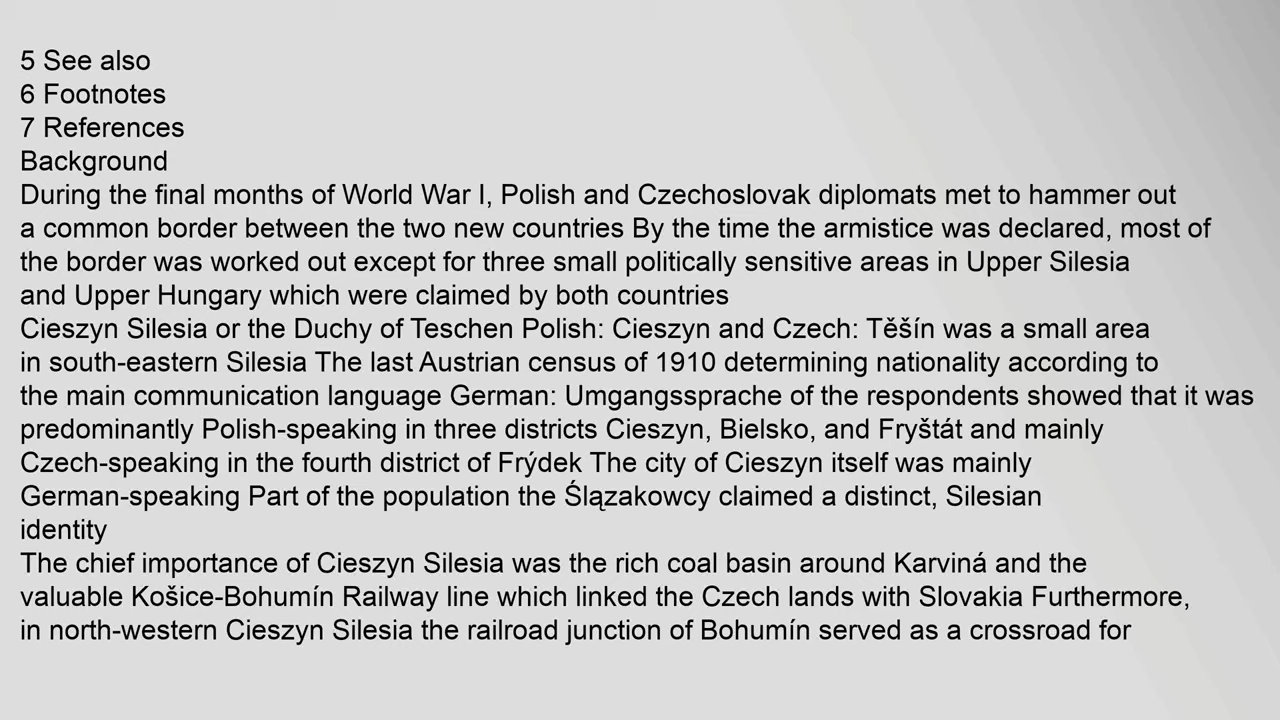 5 See also
6 Footnotes
7 References
Background
During the final months of World War I, Polish and Czechoslovak diplomats met to hammer out
a common border between the two new countries By the time the armistice was declared, most of
the border was worked out except for three small politically sensitive areas in Upper Silesia
and Upper Hungary which were claimed by both countries
Cieszyn Silesia or the Duchy of Teschen Polish: Cieszyn and Czech: Těšín was a small area
in south-eastern Silesia The last Austrian census of 1910 determining nationality according to
the main communication language German: Umgangssprache of the respondents showed that it was
predominantly Polish-speaking in three districts Cieszyn, Bielsko, and Fryštát and mainly
Czech-speaking in the fourth district of Frýdek The city of Cieszyn itself was mainly
German-speaking Part of the population the Ślązakowcy claimed a distinct, Silesian
identity
The chief importance of Cieszyn Silesia was the rich coal basin around Karviná and the
valuable Košice-Bohumín Railway line which linked the Czech lands with Slovakia Furthermore,
in north-western Cieszyn Silesia the railroad junction of Bohumín served as a crossroad for